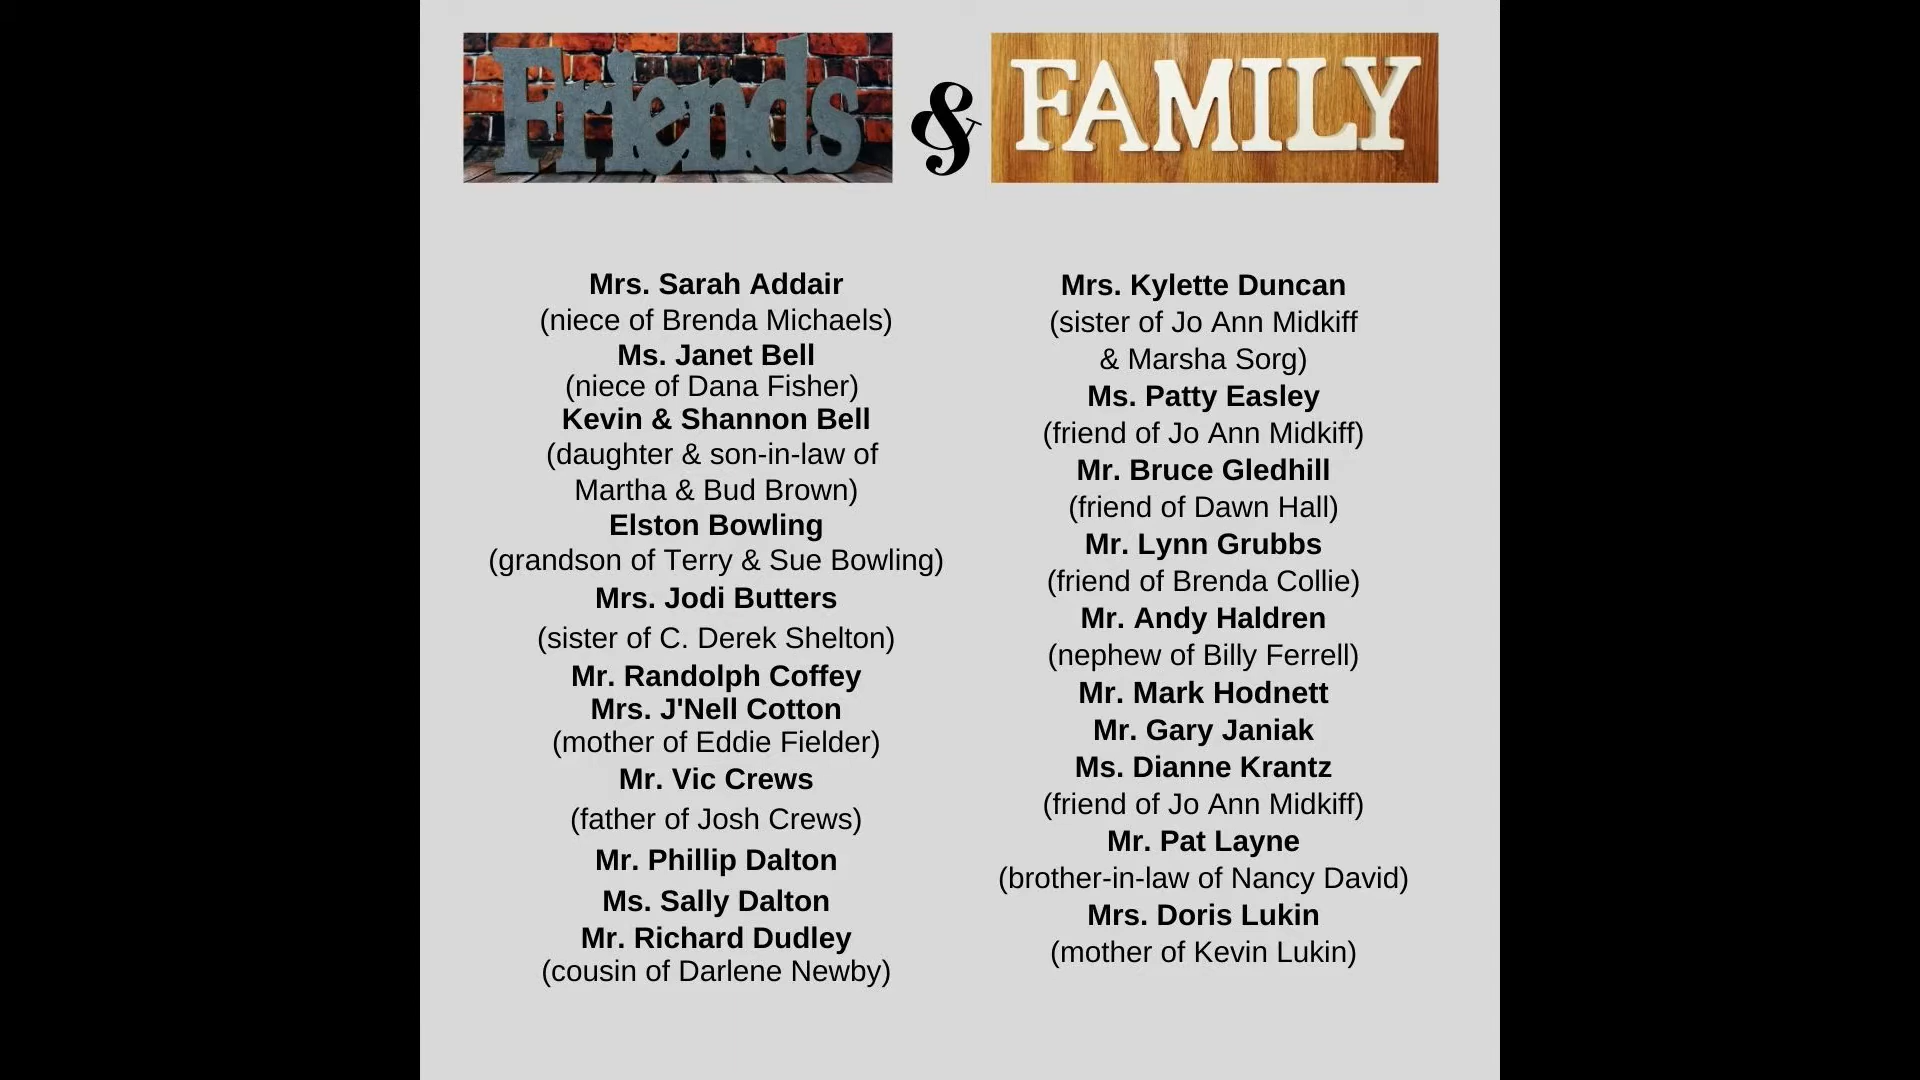 Friends & FAMILY
Mrs. Sarah Addair
(niece of Brenda Michaels)
Ms. Janet Bell
(niece of Dana Fisher)
Kevin & Shannon Bell
(daughter & son-in-law of
Martha & Bud Brown)
Elston Bowling
(grandson of Terry & Sue Bowling)
Mrs. Jodi Butters
(sister of C. Derek Shelton)
Mr. Randolph Coffey
Mrs. J'Nell Cotton
(mother of Eddie Fielder)
Mr. Vic Crews
(father of Josh Crews)
Mr. Phillip Dalton
Ms. Sally Dalton
Mr. Richard Dudley
(cousin of Darlene Newby)
Mrs. Kylette Duncan
(sister of Jo Ann Midkiff
& Marsha Sorg)
Ms. Patty Easley
(friend of Jo Ann Midkiff)
Mr. Bruce Gledhill
(friend of Dawn Hall)
Mr. Lynn Grubbs
(friend of Brenda Collie)
Mr. Andy Haldren
(nephew of Billy Ferrell)
Mr. Mark Hodnett
Mr. Gary Janiak
Ms. Dianne Krantz
(friend of Jo Ann Midkiff)
Mr. Pat Layne
(brother-in-law of Nancy David)
Mrs. Doris Lukin
(mother of Kevin Lukin)